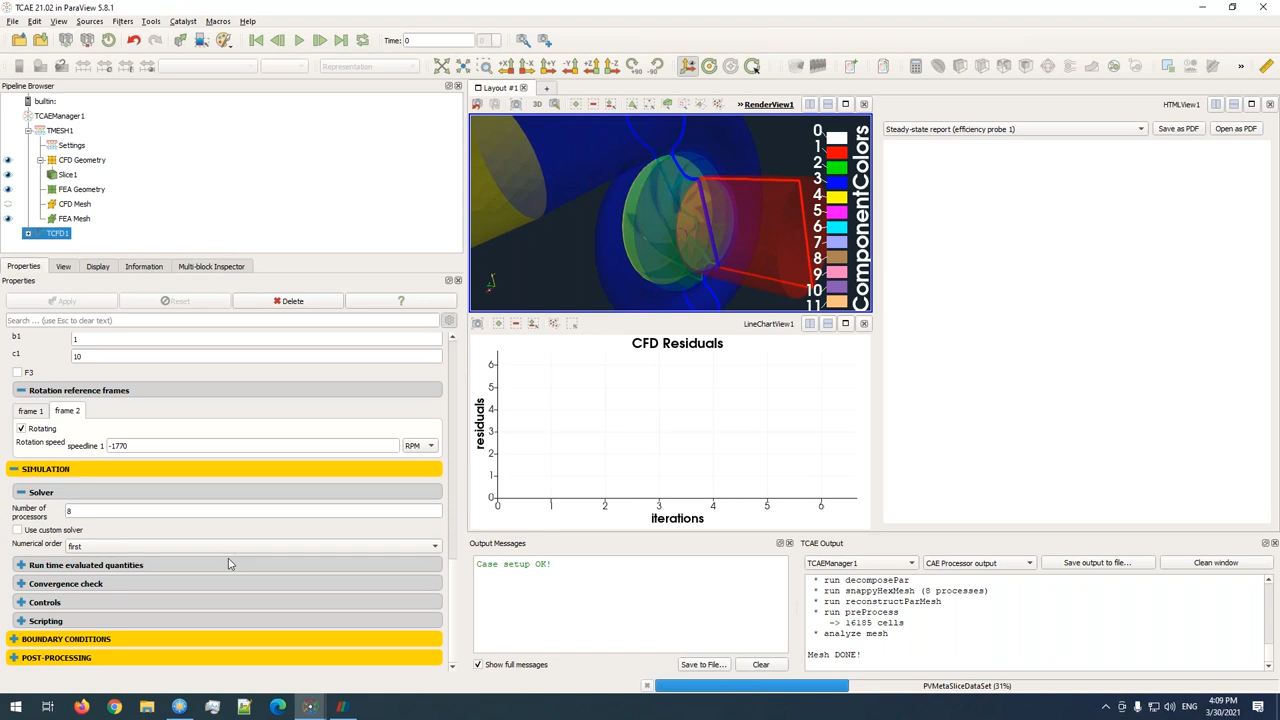 TCAE 21.02 in ParaView 5.8.1
File Edit View Sources Filters Tools Catalyst Macros Help
Time: 0 0
Representation
Pipeline Browser
builtin:
TCAEManager1
TMESH1
Settings
CFD Geometry
Slice1
FEA Geometry
CFD Mesh
FEA Mesh
TCFD1
Properties View Display Information Multi-block Inspector
Properties
Apply Reset Delete ?
Search ... (use Esc to clear text)
b1 1
c1 10
F3
Rotation reference frames
frame 1 frame 2
Rotating
Rotation speed speedline 1 -1770 RPM
SIMULATION
Solver
Number of processors 8
Use custom solver
Numerical order first
Run time evaluated quantities
Convergence check
Controls
Scripting
BOUNDARY CONDITIONS
POST-PROCESSING
Layout #1
3D RenderView1
0
1
2
3
4
5
6
7
8
9
10
11
ComponentColors
LineChartView1
CFD Residuals
residuals
6
5
4
3
2
1
0
0 1 2 3 4 5 6
iterations
HTMLView1
Steady-state report (efficiency probe 1) Save as PDF Open as PDF
Output Messages
Case setup OK!
Show full messages Save to File... Clear
TCAE Output
TCAEManager1 CAE Processor output Save output to file... Clean window
* run decomposePar
* run snappyHexMesh (8 processes)
* run reconstructParMesh
* run preProcess
-> 16185 cells
* analyze mesh
Mesh DONE!
PVMetaSliceDataSet (31%)
ENG 4:09 PM
3/30/2021